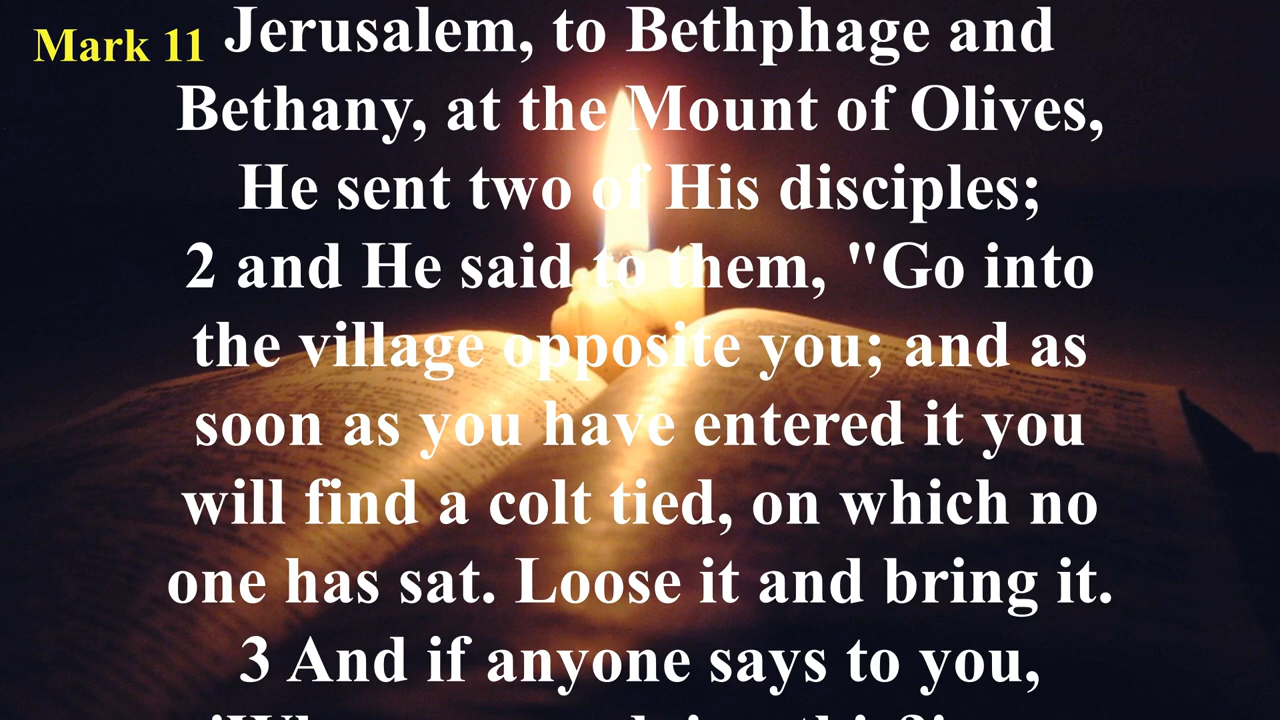 Mark 11
Jerusalem, to Bethphage and
Bethany, at the Mount of Olives,
He sent two of His disciples;
2 and He said to them, "Go into
the village opposite you; and as
soon as you have entered it you
will find a colt tied, on which no
one has sat. Loose it and bring it.
3 And if anyone says to you,